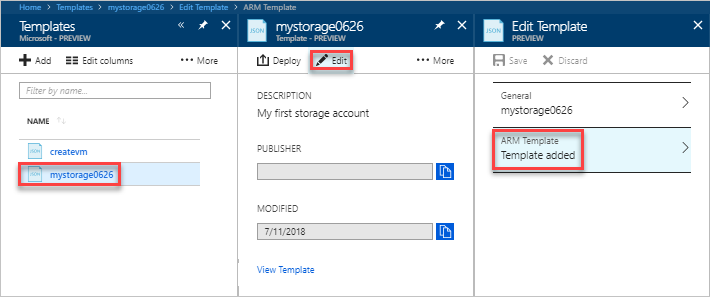 Home > Templates > mystorage0626 > Edit Template > ARM Template
Templates
Microsoft - PREVIEW
Add
Edit columns
More
Filter by name...
NAME
createvm
mystorage0626
mystorage0626
Template - PREVIEW
Deploy
Edit
More
DESCRIPTION
My first storage account
PUBLISHER
MODIFIED
7/11/2018
View Template
Edit Template
PREVIEW
Save
Discard
General
mystorage0626
ARM Template
Template added